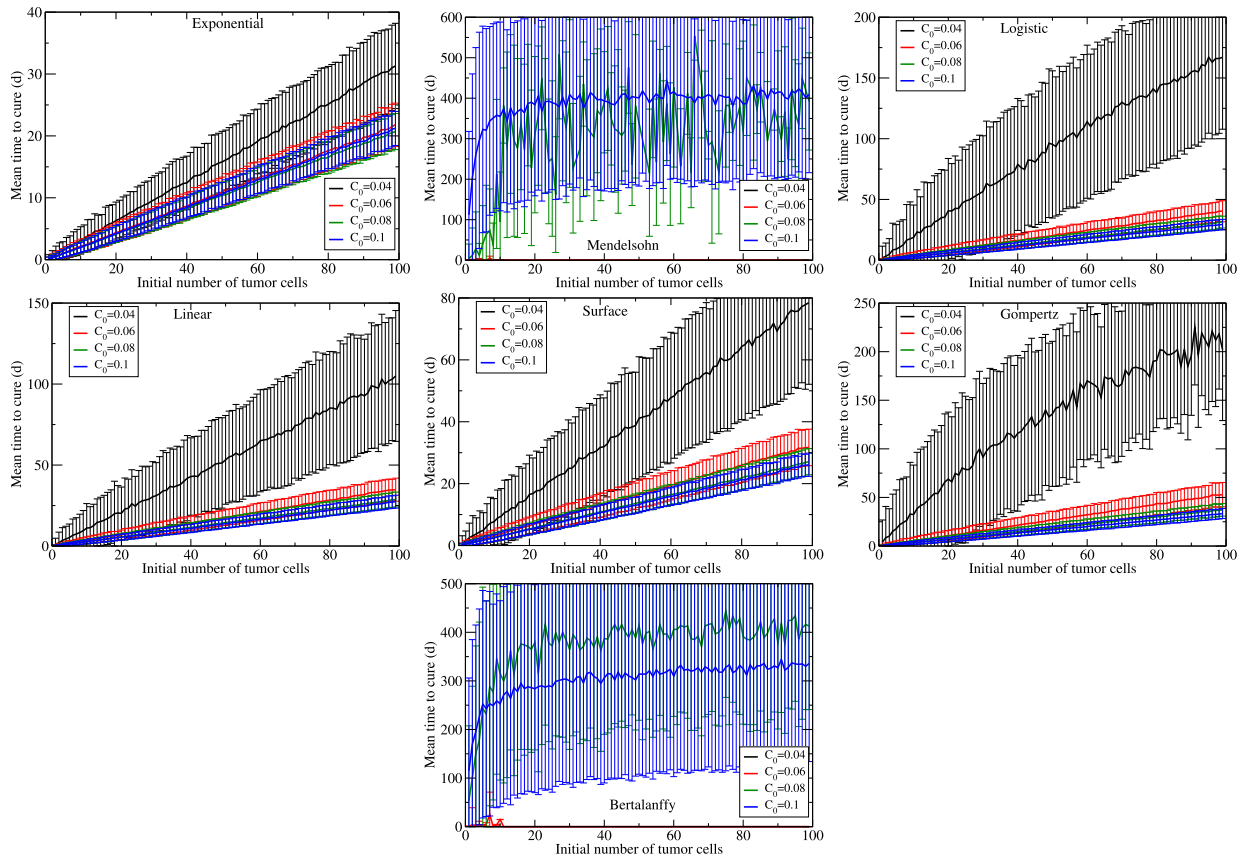 Exponential
Mean time to cure (d)
40
30
20
10
0
C0=0.04
C0=0.06
C0=0.08
C0=0.1
0 20 40 60 80 100
Initial number of tumor cells
Mean time to cure (d)
600
500
400
300
200
100
0
Mendelsohn
C0=0.04
C0=0.06
C0=0.08
C0=0.1
0 20 40 60 80 100
Initial number of tumor cells
Logistic
Mean time to cure (d)
200
150
100
50
0
C0=0.04
C0=0.06
C0=0.08
C0=0.1
0 20 40 60 80 100
Initial number of tumor cells
Linear
Mean time to cure (d)
150
100
50
0
C0=0.04
C0=0.06
C0=0.08
C0=0.1
0 20 40 60 80 100
Initial number of tumor cells
Surface
Mean time to cure (d)
80
60
40
20
0
C0=0.04
C0=0.06
C0=0.08
C0=0.1
0 20 40 60 80 100
Initial number of tumor cells
Gompertz
Mean time to cure (d)
250
200
150
100
50
0
C0=0.04
C0=0.06
C0=0.08
C0=0.1
0 20 40 60 80 100
Initial number of tumor cells
Mean time to cure (d)
500
400
300
200
100
0
Bertalanffy
C0=0.04
C0=0.06
C0=0.08
C0=0.1
0 20 40 60 80 100
Initial number of tumor cells